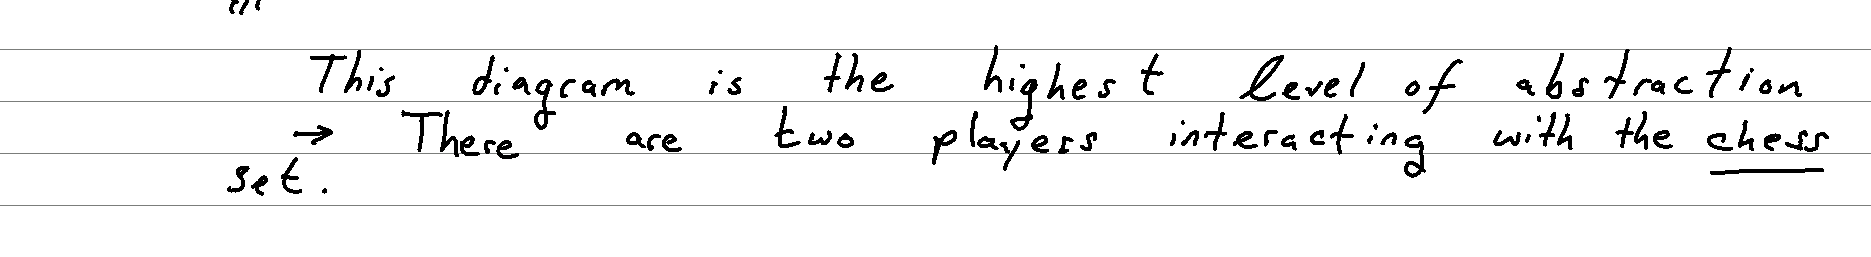 This diagram is the highest level of abstraction
→ There are two players interacting with the chess
set.